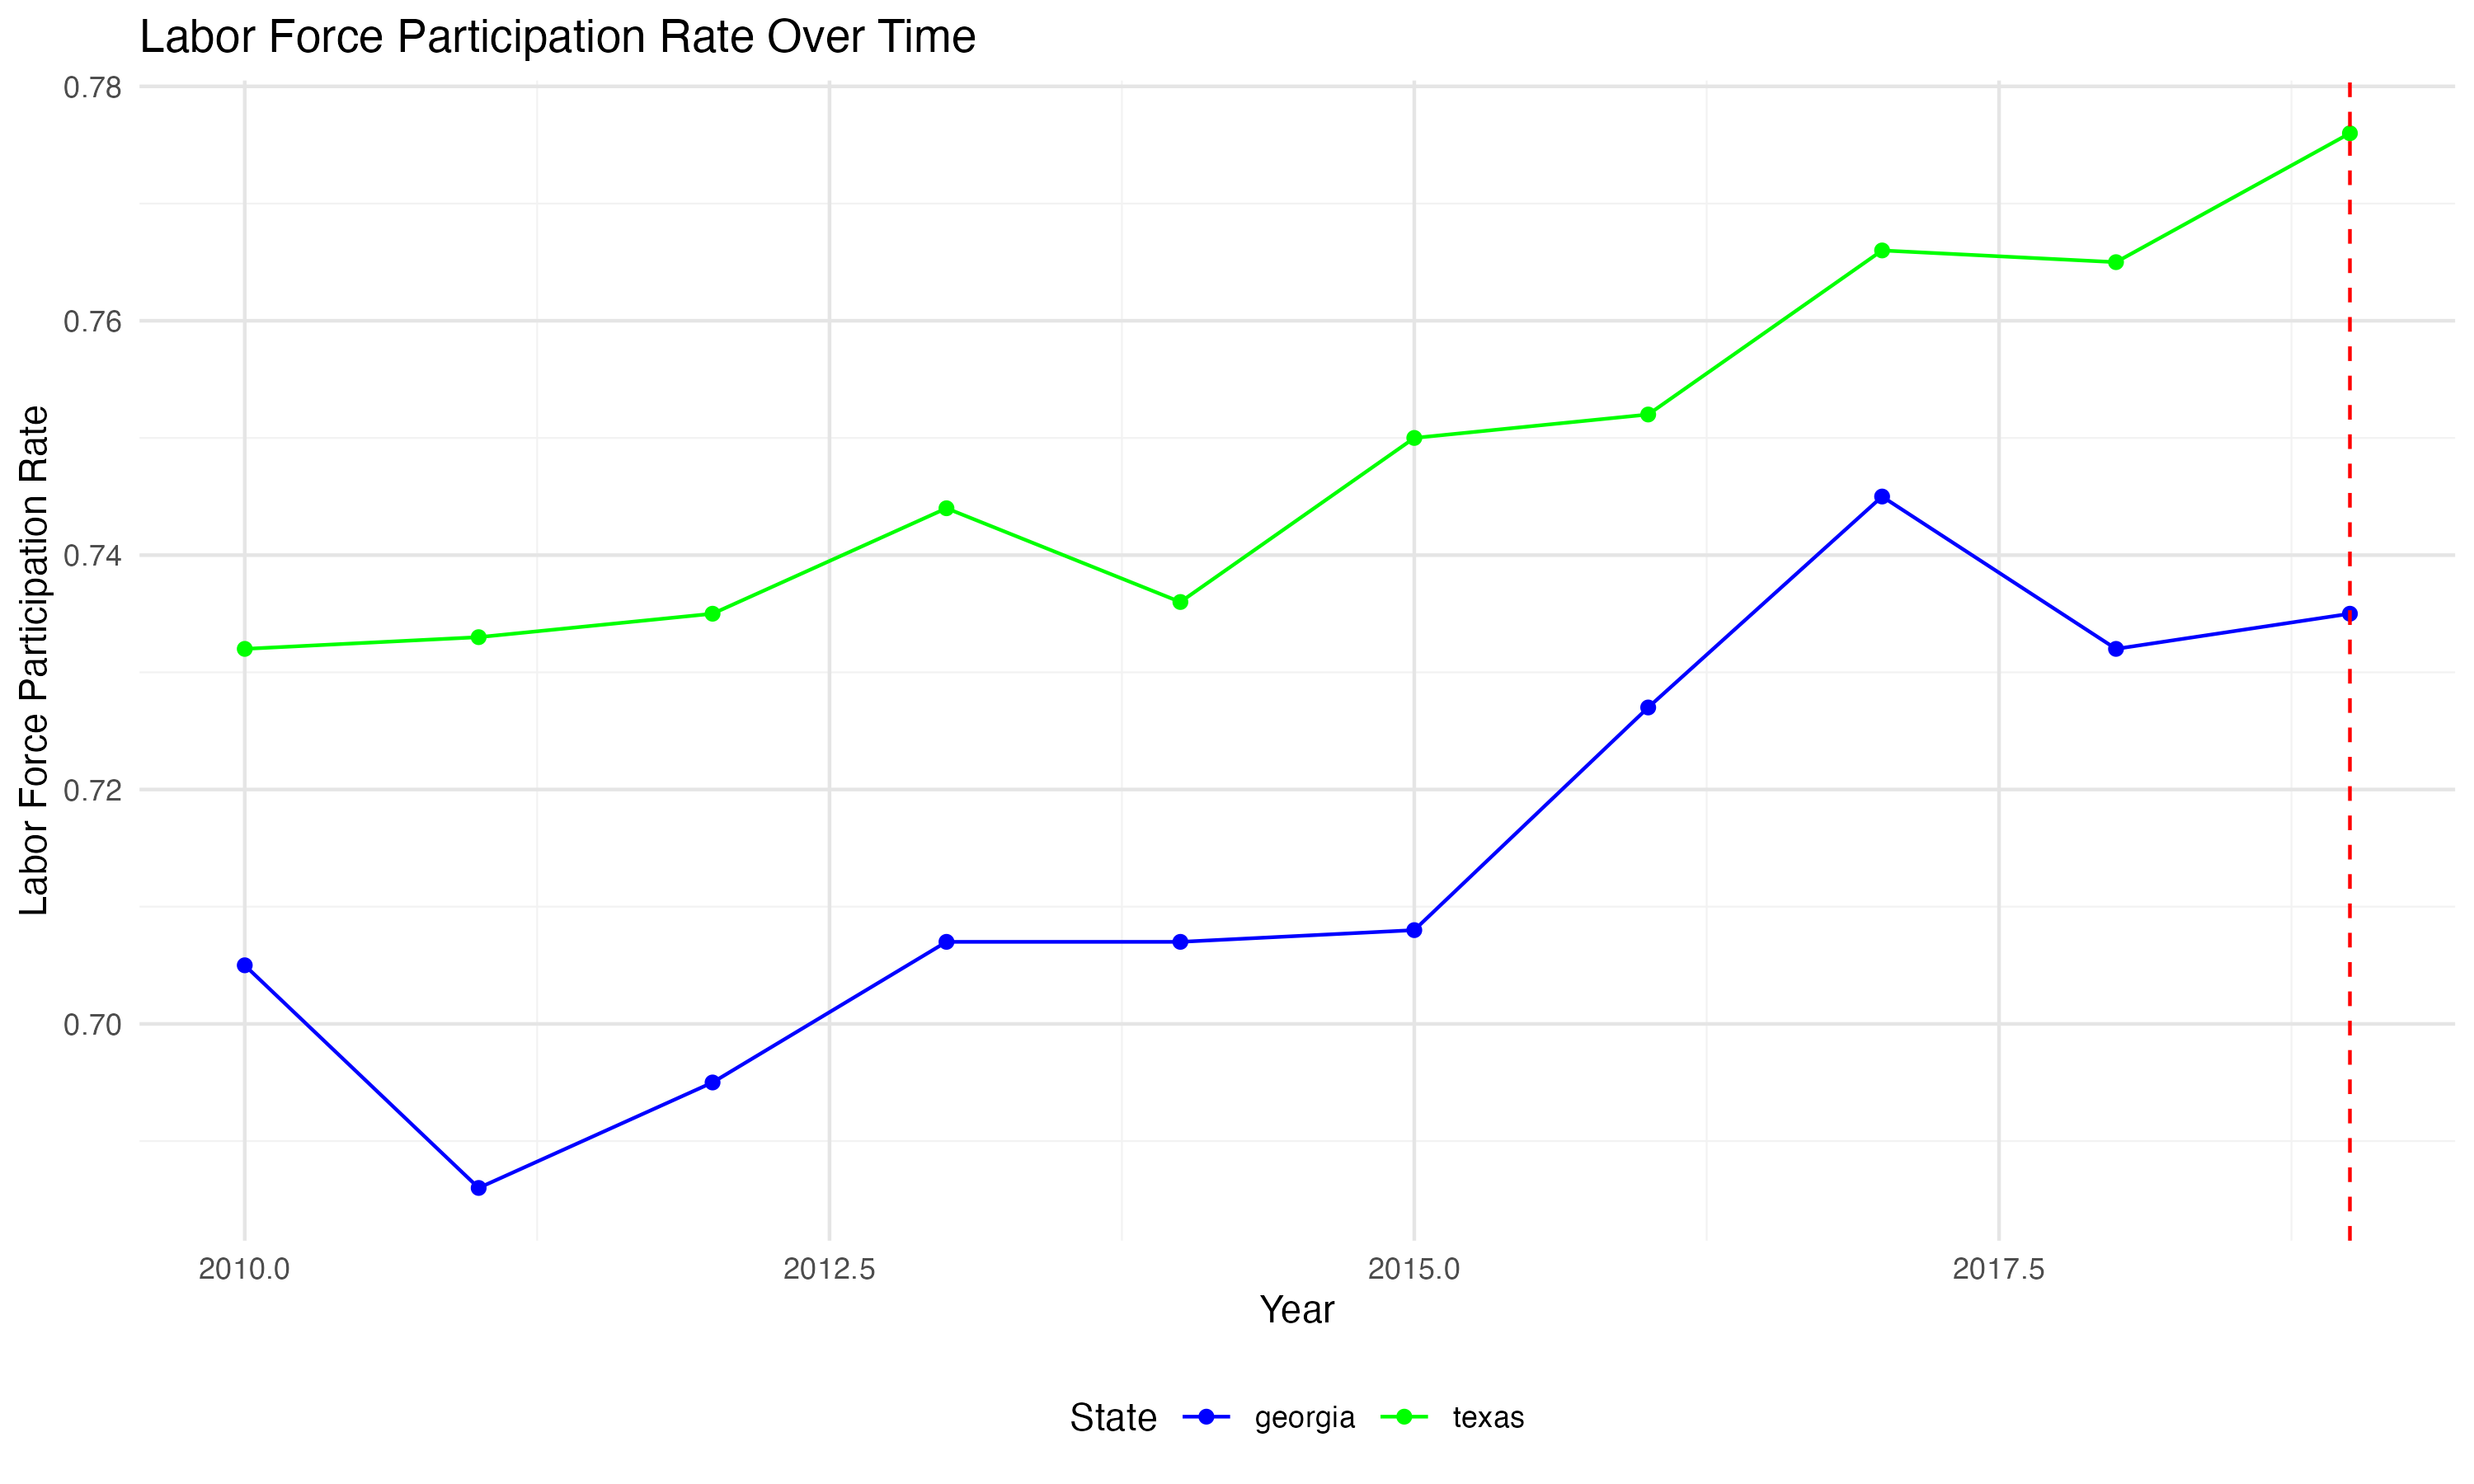 Labor Force Participation Rate Over Time
Labor Force Participation Rate
0.78
0.76
0.74
0.72
0.70
2010.0 2012.5 2015.0 2017.5
Year
State georgia texas